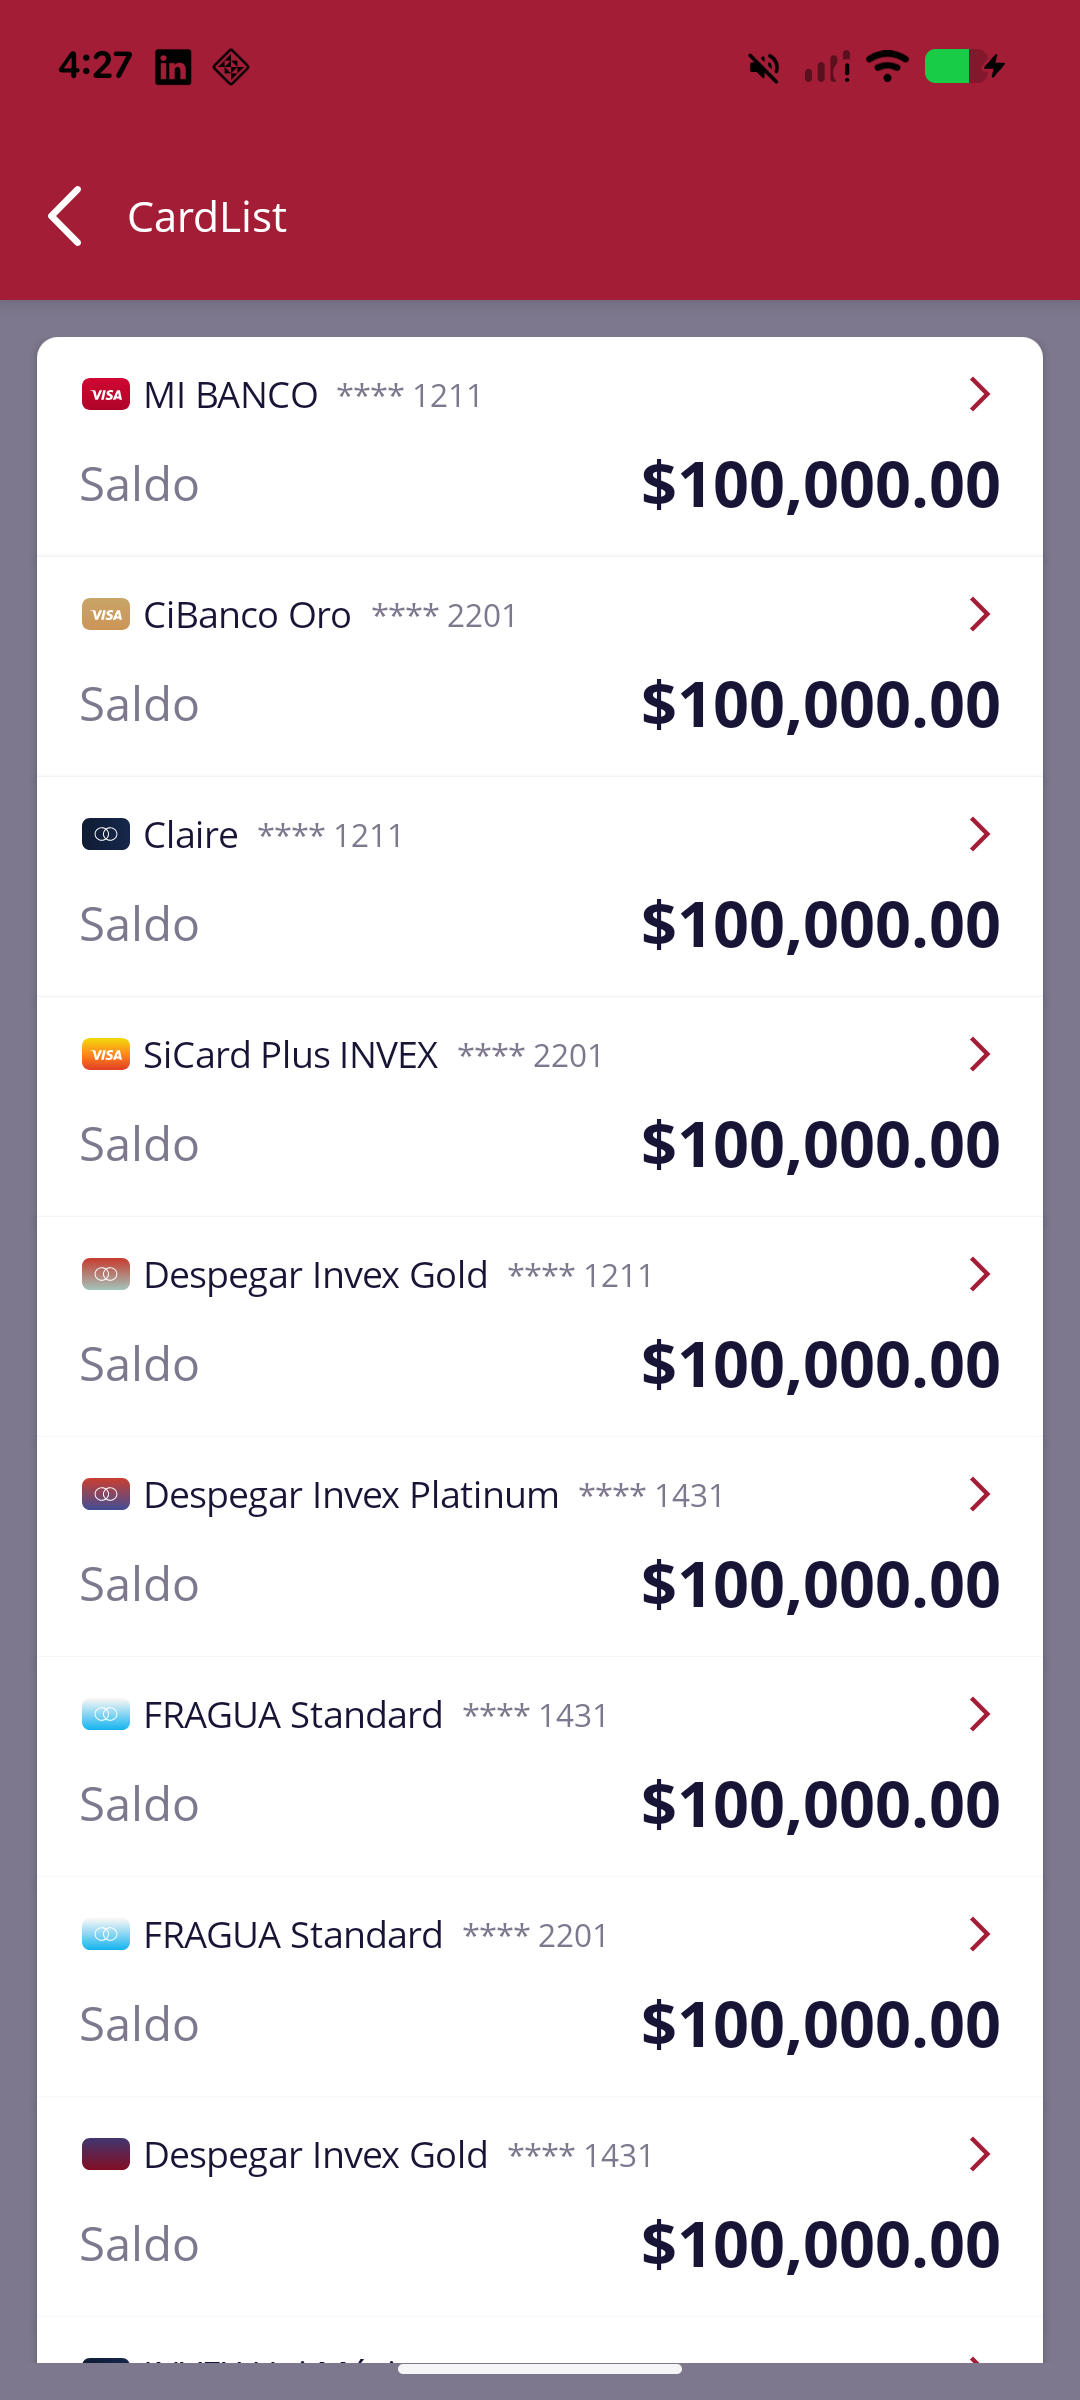 4:27
CardList
VISA MI BANCO **** 1211
Saldo $100,000.00
VISA CiBanco Oro **** 2201
Saldo $100,000.00
Claire **** 1211
Saldo $100,000.00
VISA SiCard Plus INVEX **** 2201
Saldo $100,000.00
Despegar Invex Gold **** 1211
Saldo $100,000.00
Despegar Invex Platinum **** 1431
Saldo $100,000.00
FRAGUA Standard **** 1431
Saldo $100,000.00
FRAGUA Standard **** 2201
Saldo $100,000.00
Despegar Invex Gold **** 1431
Saldo $100,000.00